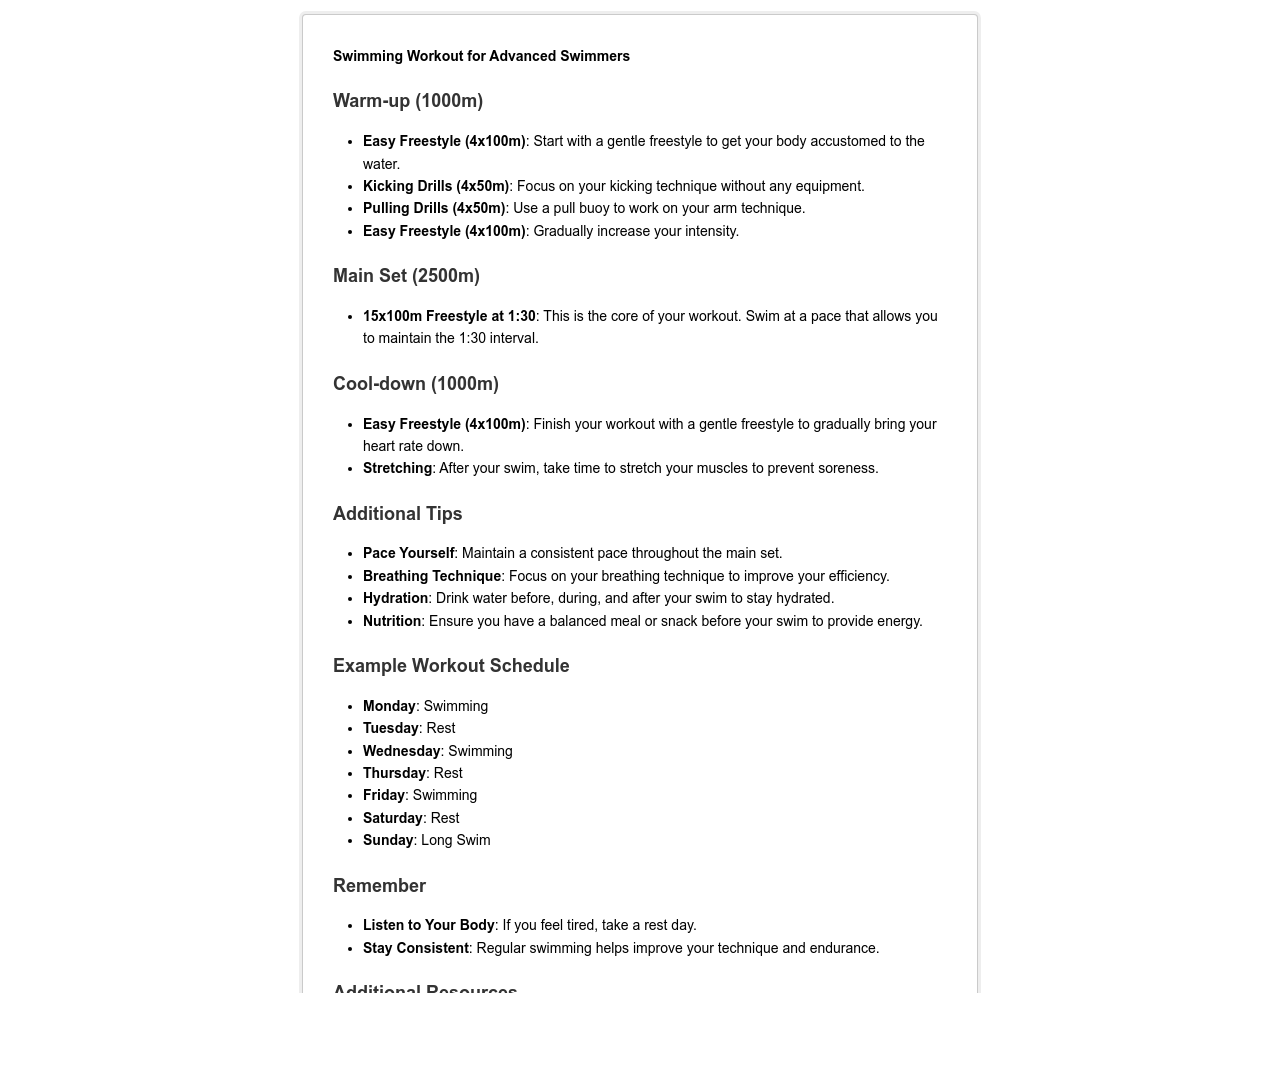 Swimming Workout for Advanced Swimmers
Warm-up (1000m)
• Easy Freestyle (4x100m): Start with a gentle freestyle to get your body accustomed to the
water.
• Kicking Drills (4x50m): Focus on your kicking technique without any equipment.
• Pulling Drills (4x50m): Use a pull buoy to work on your arm technique.
• Easy Freestyle (4x100m): Gradually increase your intensity.
Main Set (2500m)
• 15x100m Freestyle at 1:30: This is the core of your workout. Swim at a pace that allows you
to maintain the 1:30 interval.
Cool-down (1000m)
• Easy Freestyle (4x100m): Finish your workout with a gentle freestyle to gradually bring your
heart rate down.
• Stretching: After your swim, take time to stretch your muscles to prevent soreness.
Additional Tips
• Pace Yourself: Maintain a consistent pace throughout the main set.
• Breathing Technique: Focus on your breathing technique to improve your efficiency.
• Hydration: Drink water before, during, and after your swim to stay hydrated.
• Nutrition: Ensure you have a balanced meal or snack before your swim to provide energy.
Example Workout Schedule
• Monday: Swimming
• Tuesday: Rest
• Wednesday: Swimming
• Thursday: Rest
• Friday: Swimming
• Saturday: Rest
• Sunday: Long Swim
Remember
• Listen to Your Body: If you feel tired, take a rest day.
• Stay Consistent: Regular swimming helps improve your technique and endurance.
Additional Resources